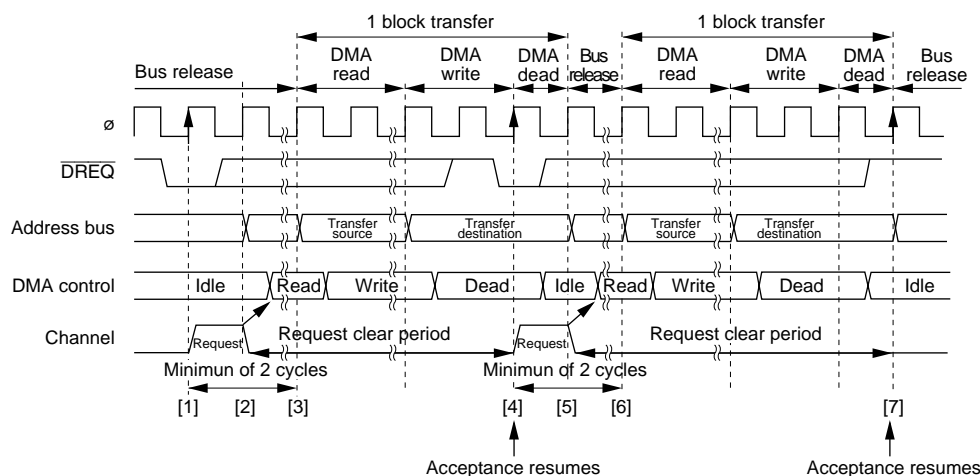 1 block transfer 1 block transfer
Bus release DMA read DMA write DMA dead Bus release DMA read DMA write DMA dead Bus release
ø
DREQ
Address bus Transfer source Transfer destination Transfer source Transfer destination
DMA control Idle Read Write Dead Idle Read Write Dead Idle
Channel Request Request clear period Request Request clear period
Minimun of 2 cycles Minimun of 2 cycles
[1] [2] [3] [4] [5] [6] [7]
Acceptance resumes Acceptance resumes